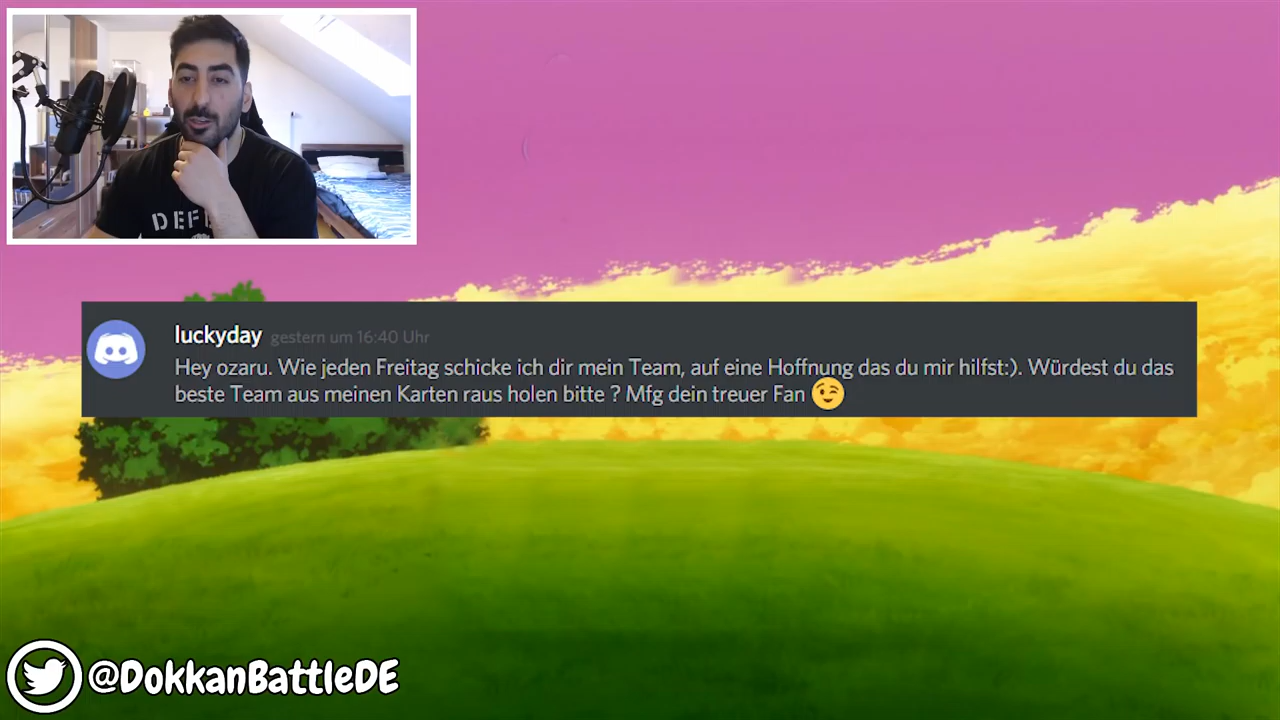 DEF
luckyday gestern um 16:40 Uhr
Hey ozaru. Wie jeden Freitag schicke ich dir mein Team, auf eine Hoffnung das du mir hilfst:). Würdest du das
beste Team aus meinen Karten raus holen bitte ? Mfg dein treuer Fan 😉
@DokkanBattleDE